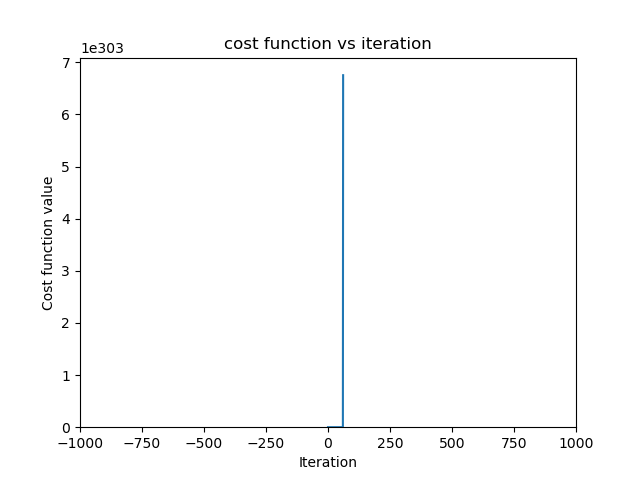 cost function vs iteration
1e303
7
6
5
4
3
2
1
0
Cost function value
−1000 −750 −500 −250 0 250 500 750 1000
Iteration